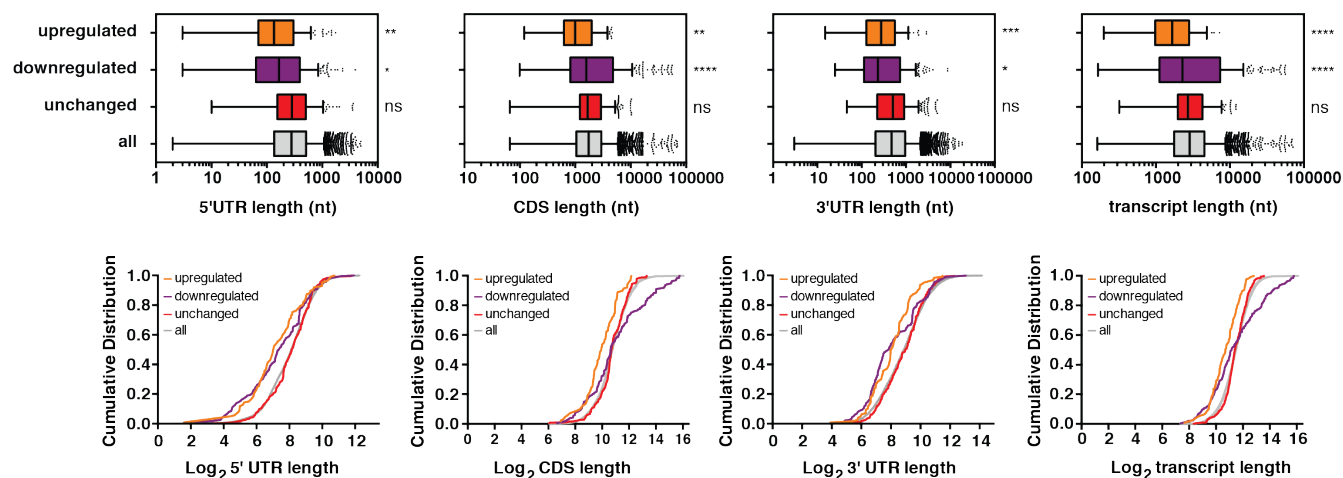 upregulated
downregulated
unchanged
all
**
*
ns
1 10 100 1000 10000
5'UTR length (nt)
**
****
ns
10 100 1000 10000 100000
CDS length (nt)
***
*
ns
1 10 100 1000 10000 100000
3'UTR length (nt)
****
****
ns
100 1000 10000 100000
transcript length (nt)
Cumulative Distribution
1.0
0.8
0.6
0.4
0.2
0.0
upregulated
downregulated
unchanged
all
0 2 4 6 8 10 12
Log2 5' UTR length
Cumulative Distribution
1.0
0.8
0.6
0.4
0.2
0.0
upregulated
downregulated
unchanged
all
0 6 8 10 12 14 16
Log2 CDS length
Cumulative Distribution
1.0
0.8
0.6
0.4
0.2
0.0
upregulated
downregulated
unchanged
all
0 4 6 8 10 12 14
Log2 3' UTR length
Cumulative Distribution
1.0
0.8
0.6
0.4
0.2
0.0
upregulated
downregulated
unchanged
all
0 8 10 12 14 16
Log2 transcript length